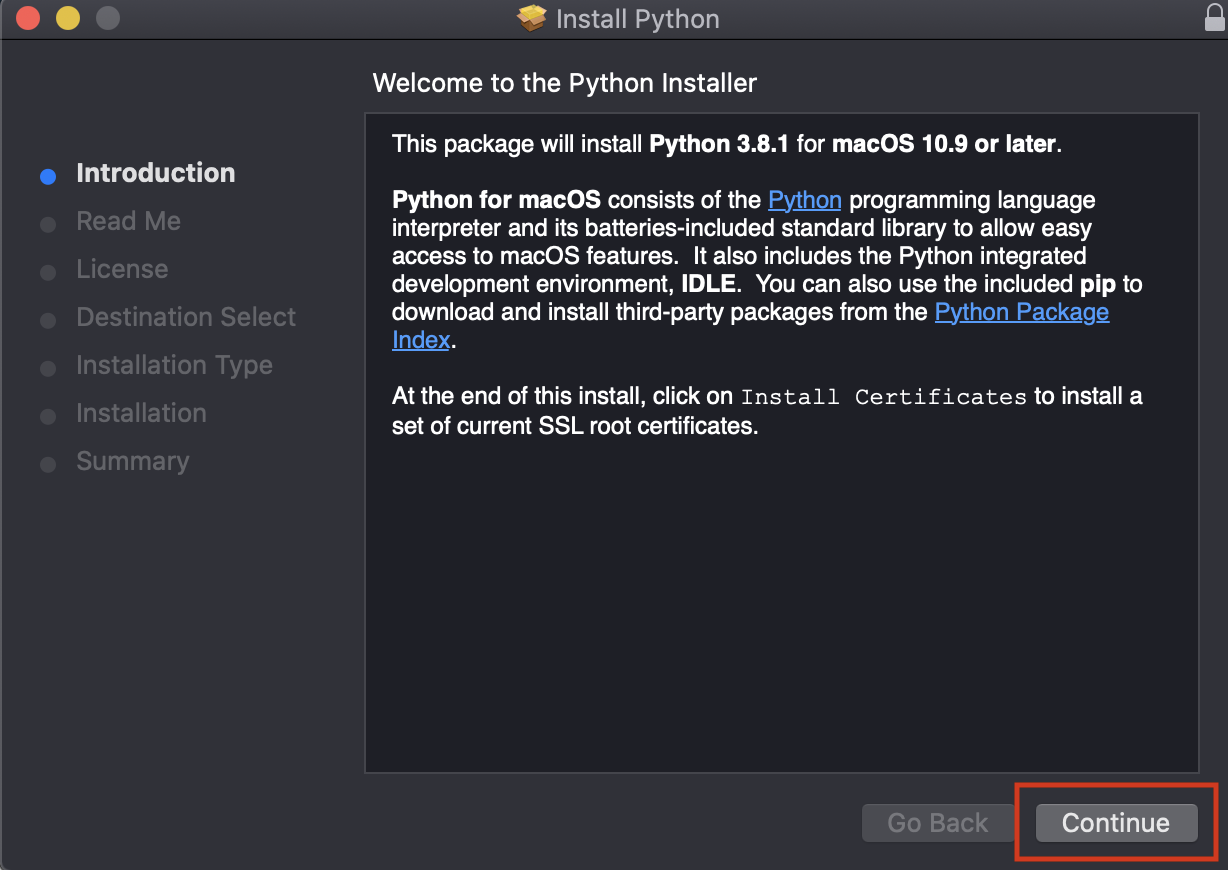 Install Python
Welcome to the Python Installer
Introduction
Read Me
License
Destination Select
Installation Type
Installation
Summary
This package will install Python 3.8.1 for macOS 10.9 or later.
Python for macOS consists of the Python programming language
interpreter and its batteries-included standard library to allow easy
access to macOS features.  It also includes the Python integrated
development environment, IDLE.  You can also use the included pip to
download and install third-party packages from the Python Package
Index.
At the end of this install, click on Install Certificates to install a
set of current SSL root certificates.
Go Back
Continue